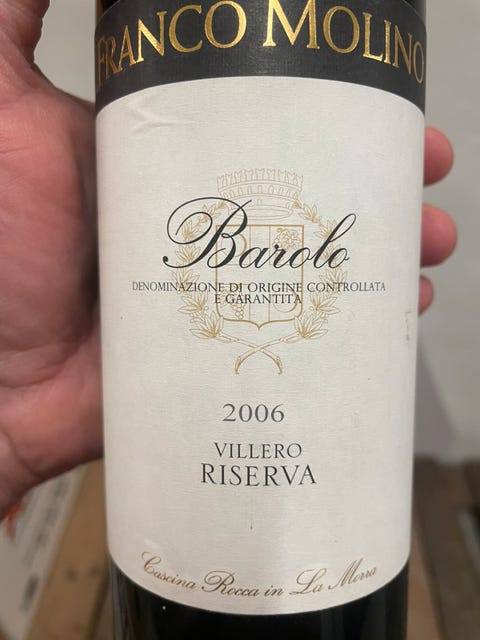 FRANCO MOLINO
Barolo
DENOMINAZIONE DI ORIGINE CONTROLLATA
E GARANTITA
2006
VILLERO
RISERVA
Cascina Rocca in La Morra